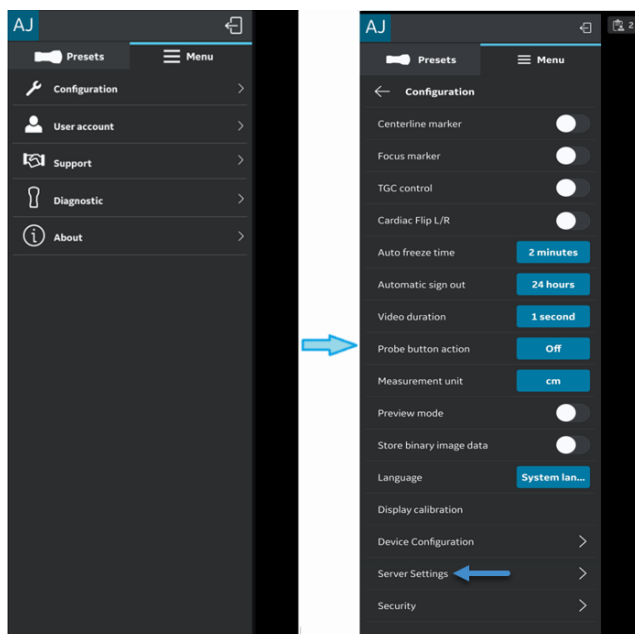 AJ
Presets Menu
Configuration
User account
Support
Diagnostic
About
AJ
2
Presets Menu
Configuration
Centerline marker
Focus marker
TGC control
Cardiac Flip L/R
Auto freeze time 2 minutes
Automatic sign out 24 hours
Video duration 1 second
Probe button action Off
Measurement unit cm
Preview mode
Store binary image data
Language System lan...
Display calibration
Device Configuration
Server Settings
Security